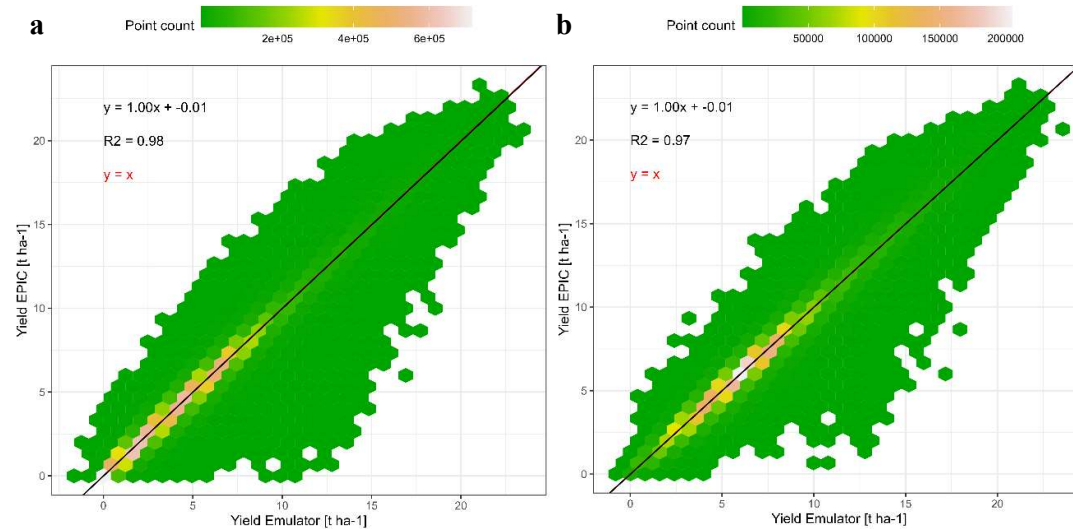 a
Point count
2e+05 4e+05 6e+05
y = 1.00x + -0.01
R2 = 0.98
y = x
Yield EPIC [t ha-1]
20
15
10
5
0
0 5 10 15 20
Yield Emulator [t ha-1]
b
Point count
50000 100000 150000 200000
y = 1.00x + -0.01
R2 = 0.97
y = x
Yield EPIC [t ha-1]
20
15
10
5
0
0 5 10 15 20
Yield Emulator [t ha-1]